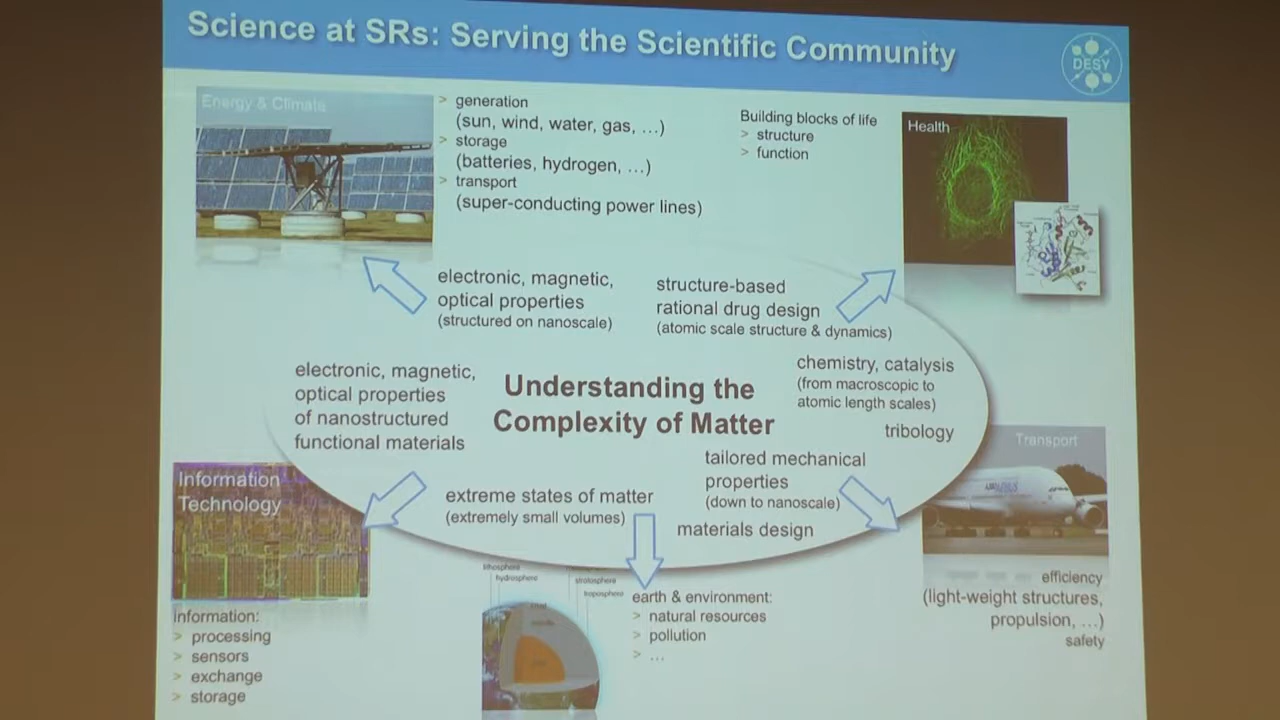 Science at SRs: Serving the Scientific Community
DESY
Energy & Climate
> generation
(sun, wind, water, gas, …)
> storage
(batteries, hydrogen, …)
> transport
(super-conducting power lines)
Building blocks of life
> structure
> function
Health
electronic, magnetic,
optical properties
(structured on nanoscale)
structure-based
rational drug design
(atomic scale structure & dynamics)
electronic, magnetic,
optical properties
of nanostructured
functional materials
Understanding the
Complexity of Matter
chemistry, catalysis
(from macroscopic to
atomic length scales)
tribology
tailored mechanical
properties
(down to nanoscale)
materials design
extreme states of matter
(extremely small volumes)
Information
Technology
information:
> processing
> sensors
> exchange
> storage
lithosphere
hydrosphere
stratosphere
troposphere
earth & environment:
> natural resources
> pollution
> …
Transport
efficiency
(light-weight structures,
propulsion, …)
safety